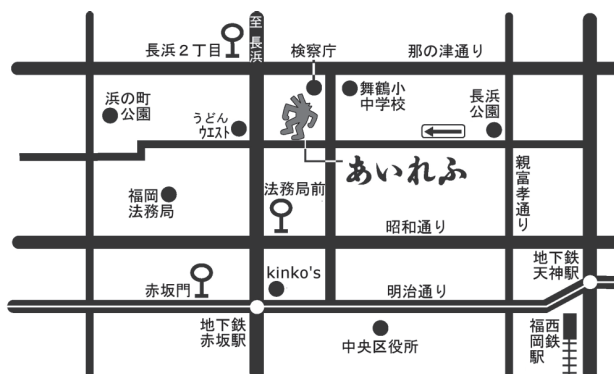 至
長浜
長浜２丁目
検察庁
那の津通り
浜の町
公園
うどん
ウエスト
舞鶴小
中学校
長浜
公園
あいれふ
親富孝通り
福岡
法務局
法務局前
昭和通り
赤坂門
kinko's
明治通り
地下鉄
天神駅
地下鉄
赤坂駅
中央区役所
西鉄
福岡駅